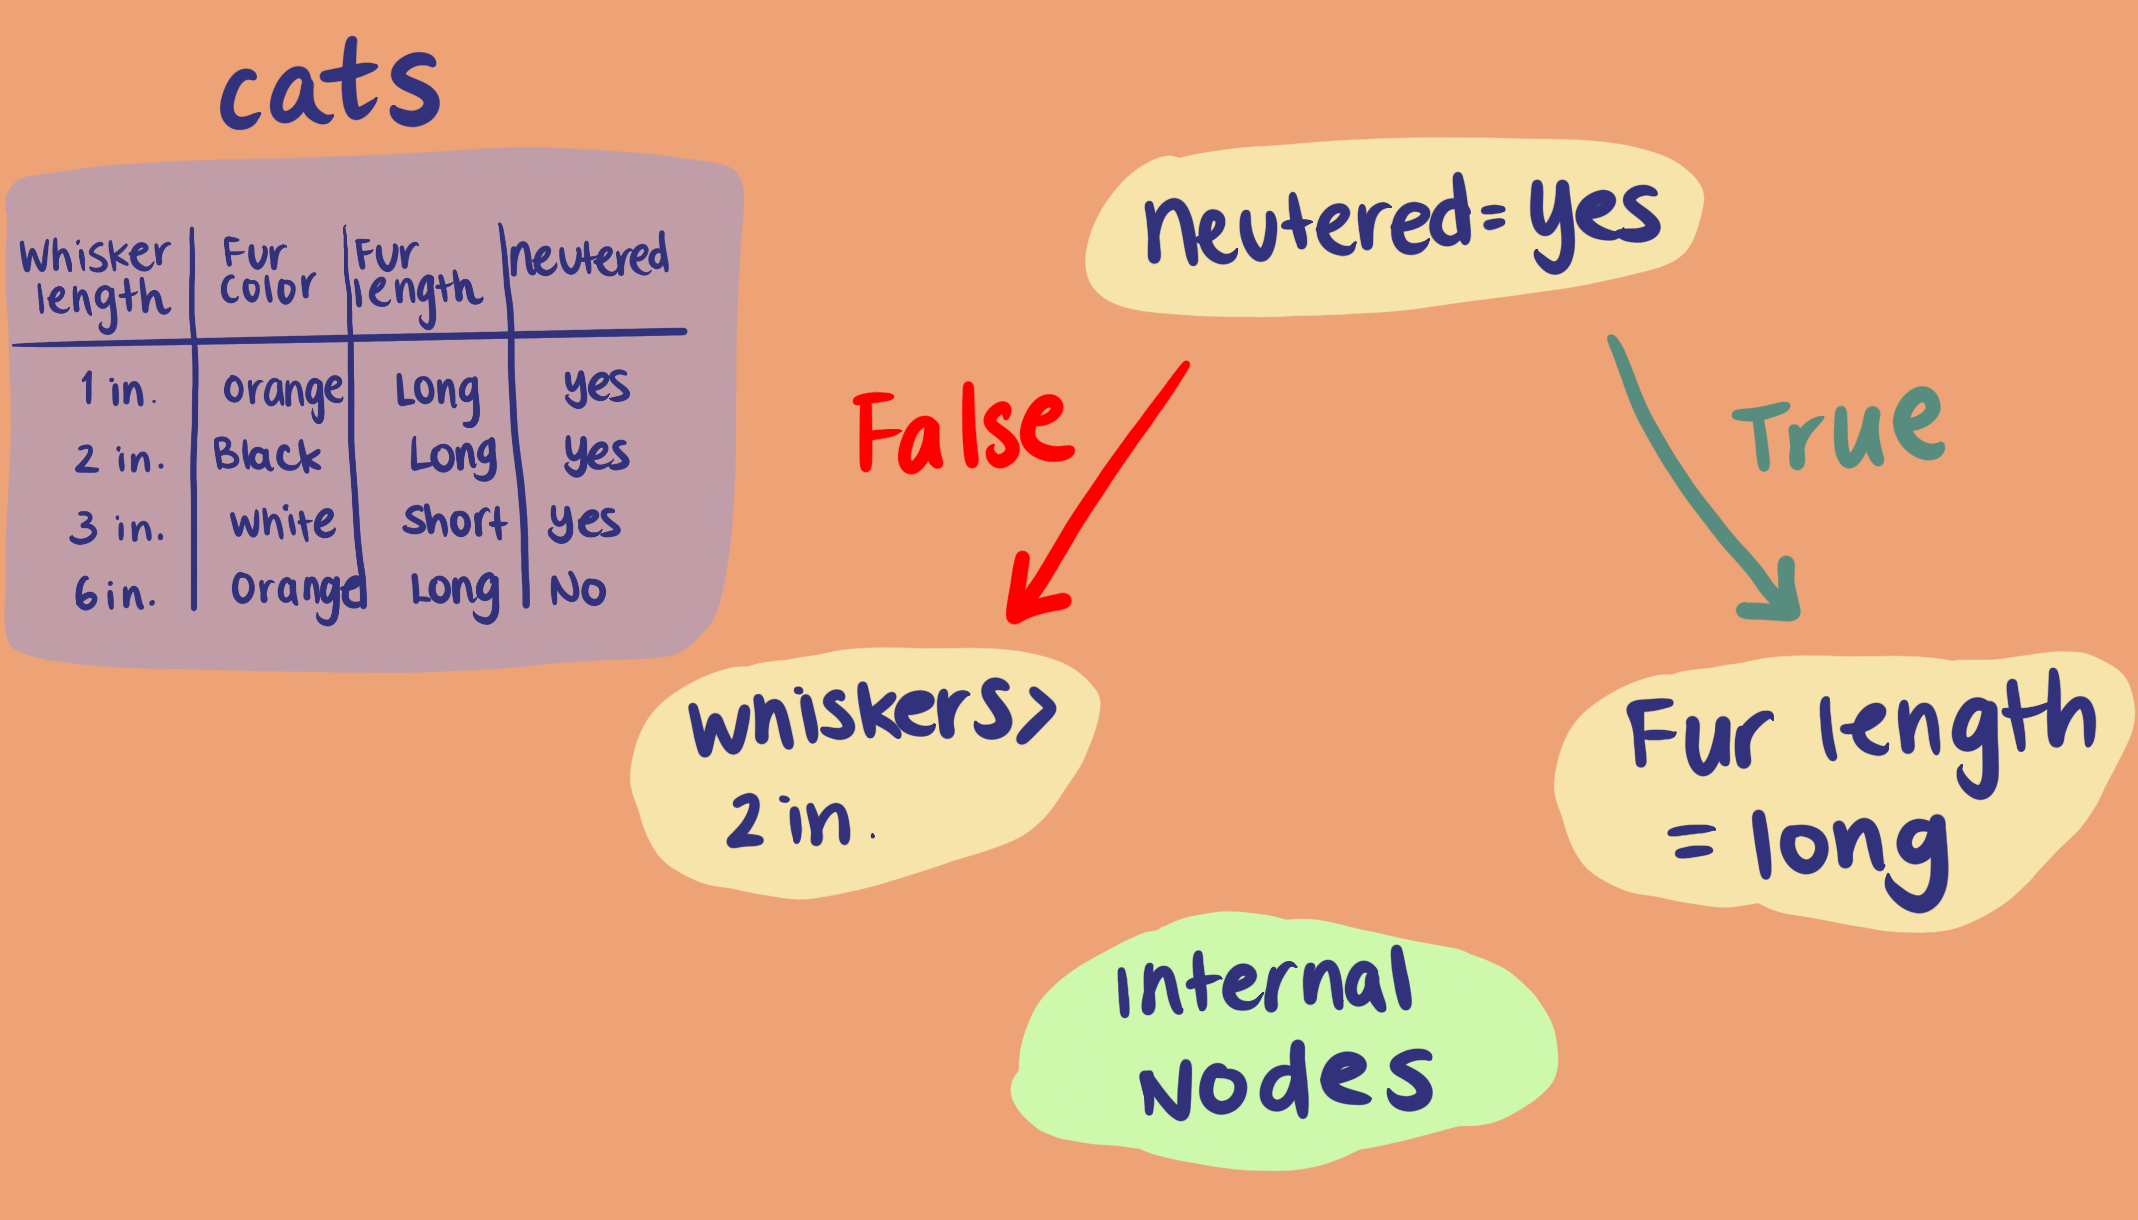 cats
Whisker length | Fur color | Fur length | neutered
1 in. | orange | Long | yes
2 in. | Black | Long | yes
3 in. | white | short | yes
6 in. | orange | Long | No
neutered = yes
False
True
whiskers >
2 in.
Fur length
= long
Internal
Nodes